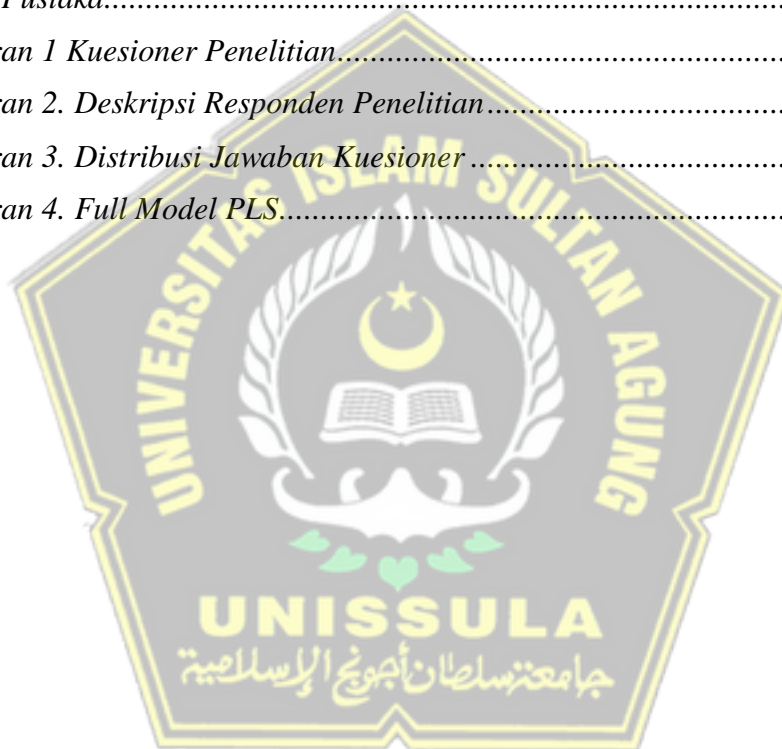 Pustaka
ran 1 Kuesioner Penelitian
ran 2. Deskripsi Responden Penelitian
ran 3. Distribusi Jawaban Kuesioner
ran 4. Full Model PLS
UNIVERSITAS ISLAM SULTAN AGUNG
UNISSULA
جامعة سلطان أجونج الإسلامية